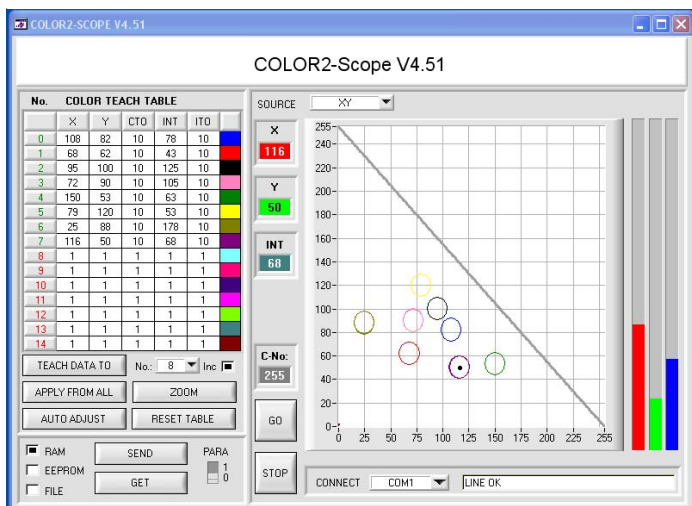 COLOR2-SCOPE V4.51
COLOR2-Scope V4.51
No. COLOR TEACH TABLE
X Y CTO INT ITO
0 108 82 10 78 10
1 68 62 10 43 10
2 95 100 10 125 10
3 72 90 10 105 10
4 150 53 10 63 10
5 79 120 10 53 10
6 25 88 10 178 10
7 116 50 10 68 10
8 1 1 1 1 1
9 1 1 1 1 1
10 1 1 1 1 1
11 1 1 1 1 1
12 1 1 1 1 1
13 1 1 1 1 1
14 1 1 1 1 1
TEACH DATA TO No.: 8 Inc
APPLY FROM ALL ZOOM
AUTO ADJUST RESET TABLE
RAM SEND PARA
EEPROM 1
FILE GET 0
SOURCE XY
X
116
Y
50
INT
68
C-No:
255
GO
STOP
255
220
200
180
160
140
120
100
80
60
40
20
0
0 25 50 75 100 125 150 175 200 225 255
CONNECT COM1 LINE OK